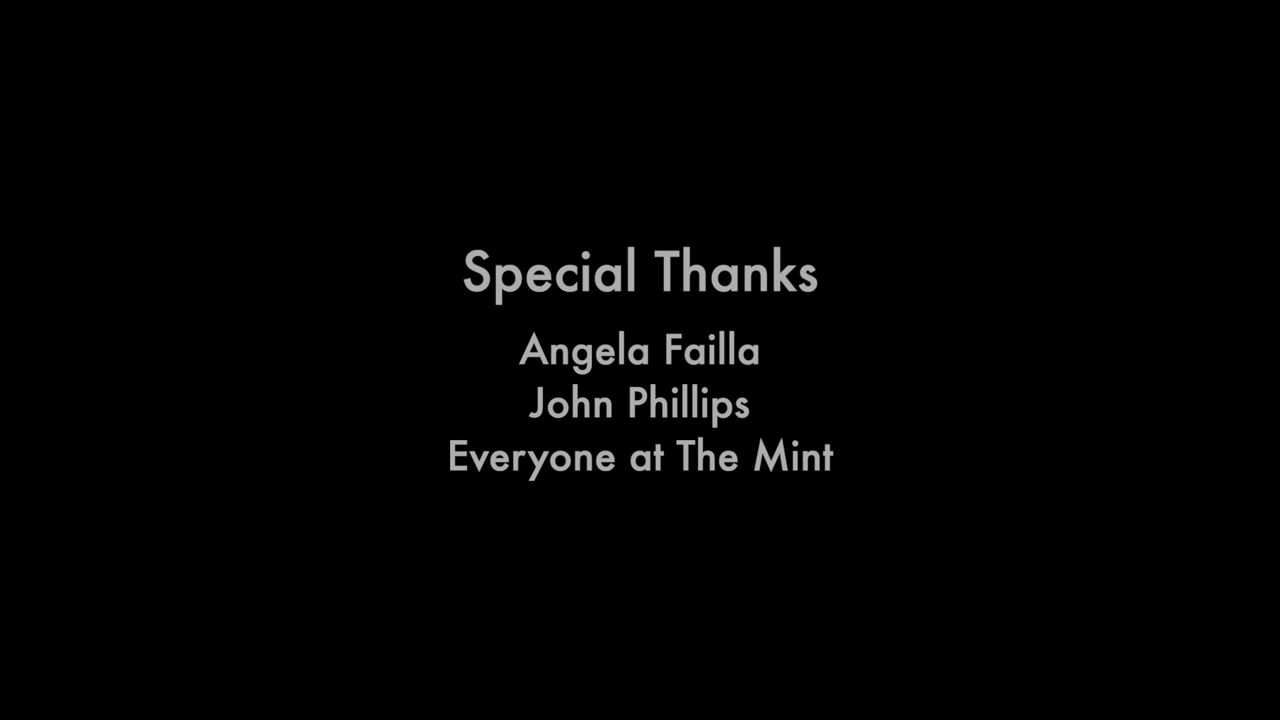 Special Thanks
Angela Failla
John Phillips
Everyone at The Mint